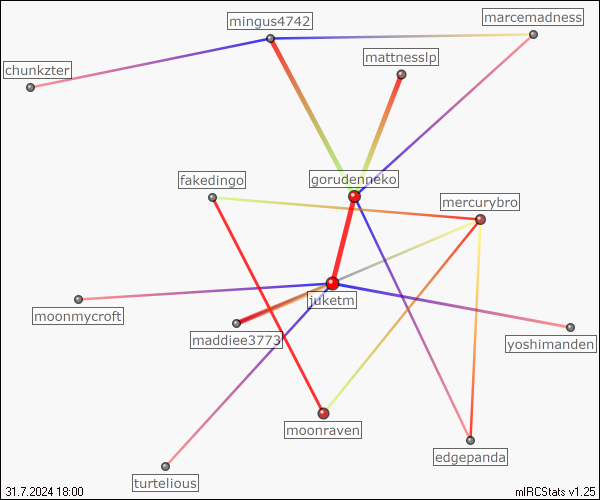 mingus4742
marcemadness
mattnesslp
chunkzter
fakedingo
gorudenneko
mercurybro
juketm
moonmycroft
maddiee3773
yoshimanden
moonraven
edgepanda
turtelious
31.7.2024 18:00
mIRCStats v1.25